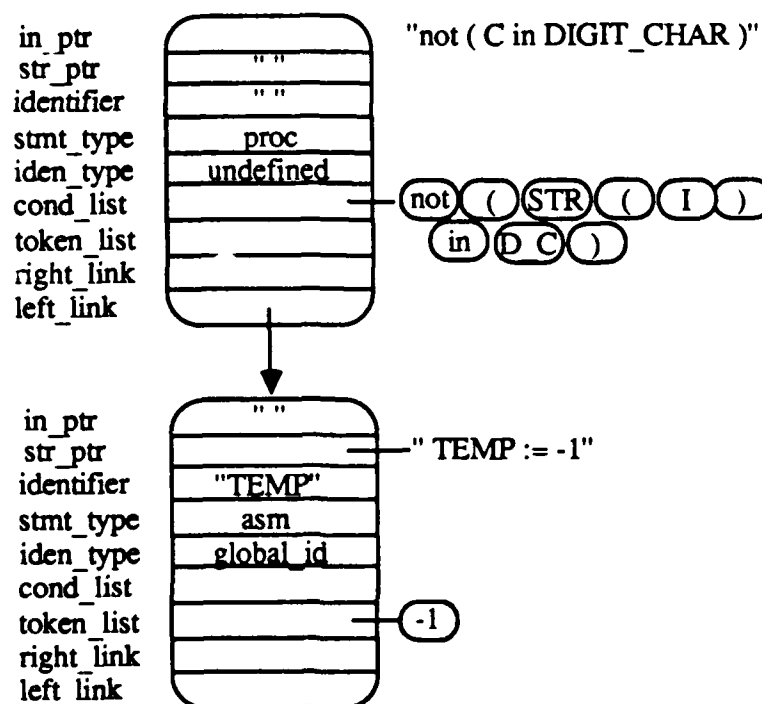 in_ptr "not ( C in DIGIT_CHAR )"
str_ptr " "
identifier " "
stmt_type proc
iden_type undefined
cond_list not ( STR ( I )
token_list in D_C )
right_link
left_link
in_ptr " "
str_ptr " TEMP := -1"
identifier "TEMP"
stmt_type asm
iden_type global_id
cond_list
token_list -1
right_link
left_link